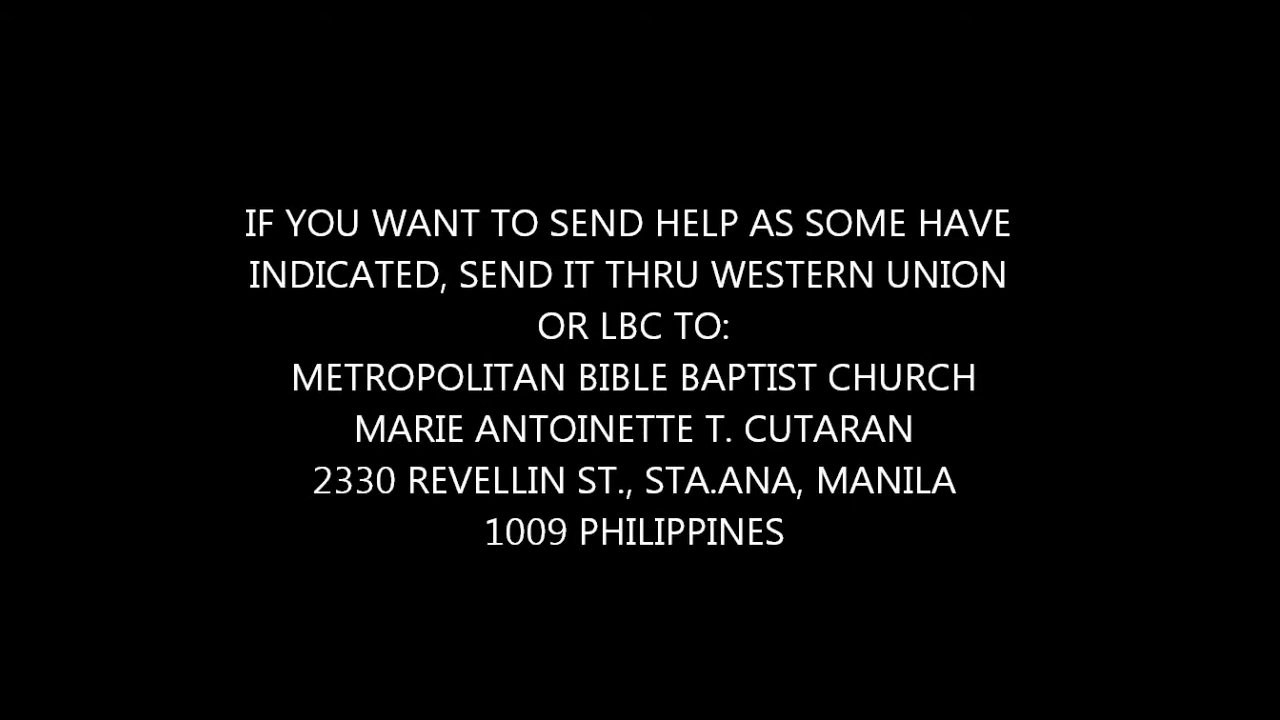 IF YOU WANT TO SEND HELP AS SOME HAVE
INDICATED, SEND IT THRU WESTERN UNION
OR LBC TO:
METROPOLITAN BIBLE BAPTIST CHURCH
MARIE ANTOINETTE T. CUTARAN
2330 REVELLIN ST., STA.ANA, MANILA
1009 PHILIPPINES